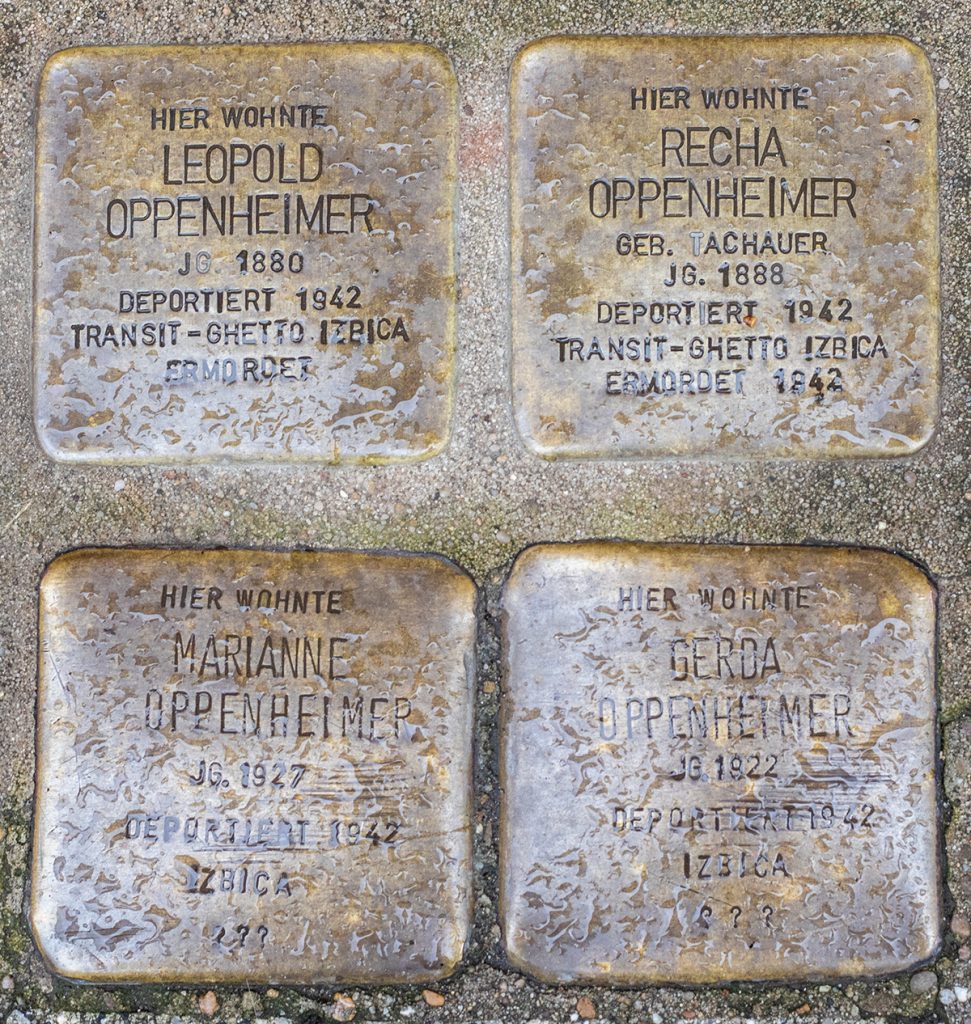 HIER WOHNTE
LEOPOLD
OPPENHEIMER
JG. 1880
DEPORTIERT 1942
TRANSIT-GHETTO IZBICA
ERMORDET
HIER WOHNTE
RECHA
OPPENHEIMER
GEB. TACHAUER
JG. 1888
DEPORTIERT 1942
TRANSIT-GHETTO IZBICA
ERMORDET 1942
HIER WOHNTE
MARIANNE
OPPENHEIMER
JG. 1927
DEPORTIERT 1942
IZBICA
???
HIER WOHNTE
GERDA
OPPENHEIMER
JG. 1922
DEPORTIERT 1942
IZBICA
? ? ?